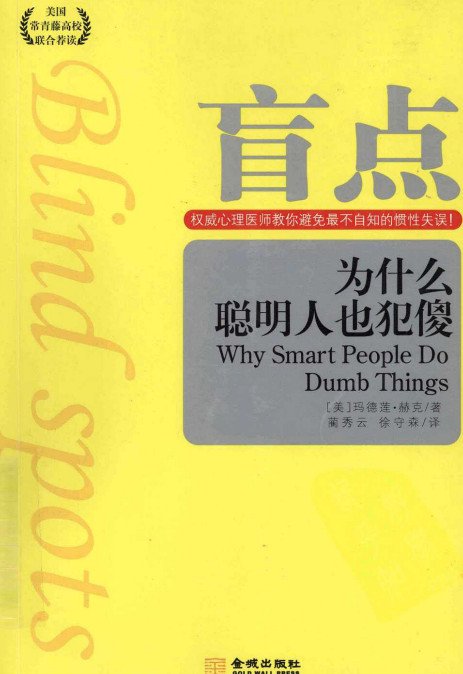 美国
常青藤高校
联合荐读
Blind spots
盲点
权威心理医师教你避免最不自知的惯性失误!
为什么
聪明人也犯傻
Why Smart People Do
Dumb Things
[美]玛德莲·赫克/著
蔺秀云 徐守森/译
金城出版社
GOLD WALL PRESS